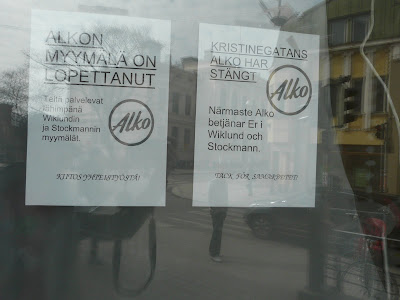 ALKON
MYYMÄLÄ ON
LOPETTANUT
Teitä palvelevat
lähimpänä
Wiklundin
ja Stockmannin
myymälät.
Alko
KIITOS YHTEISTYÖSTÄ!
KRISTINEGATANS
ALKO HAR
STÄNGT
Alko
Närmaste Alko
betjänar Er i
Wiklund och
Stockmann.
TACK FÖR SAMARBETET!